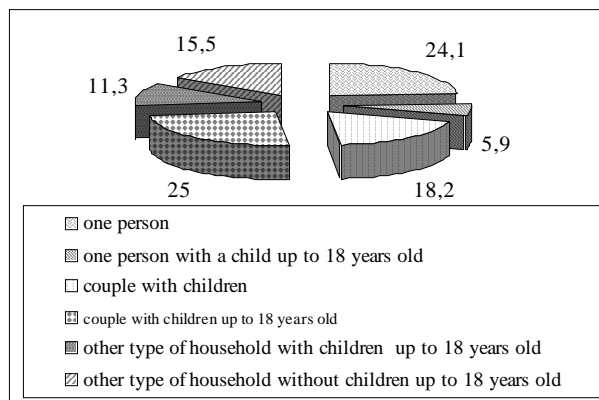 15,5
24,1
11,3
5,9
25
18,2
one person
one person with a child up to 18 years old
couple with children
couple with children up to 18 years old
other type of household with children up to 18 years old
other type of household without children up to 18 years old